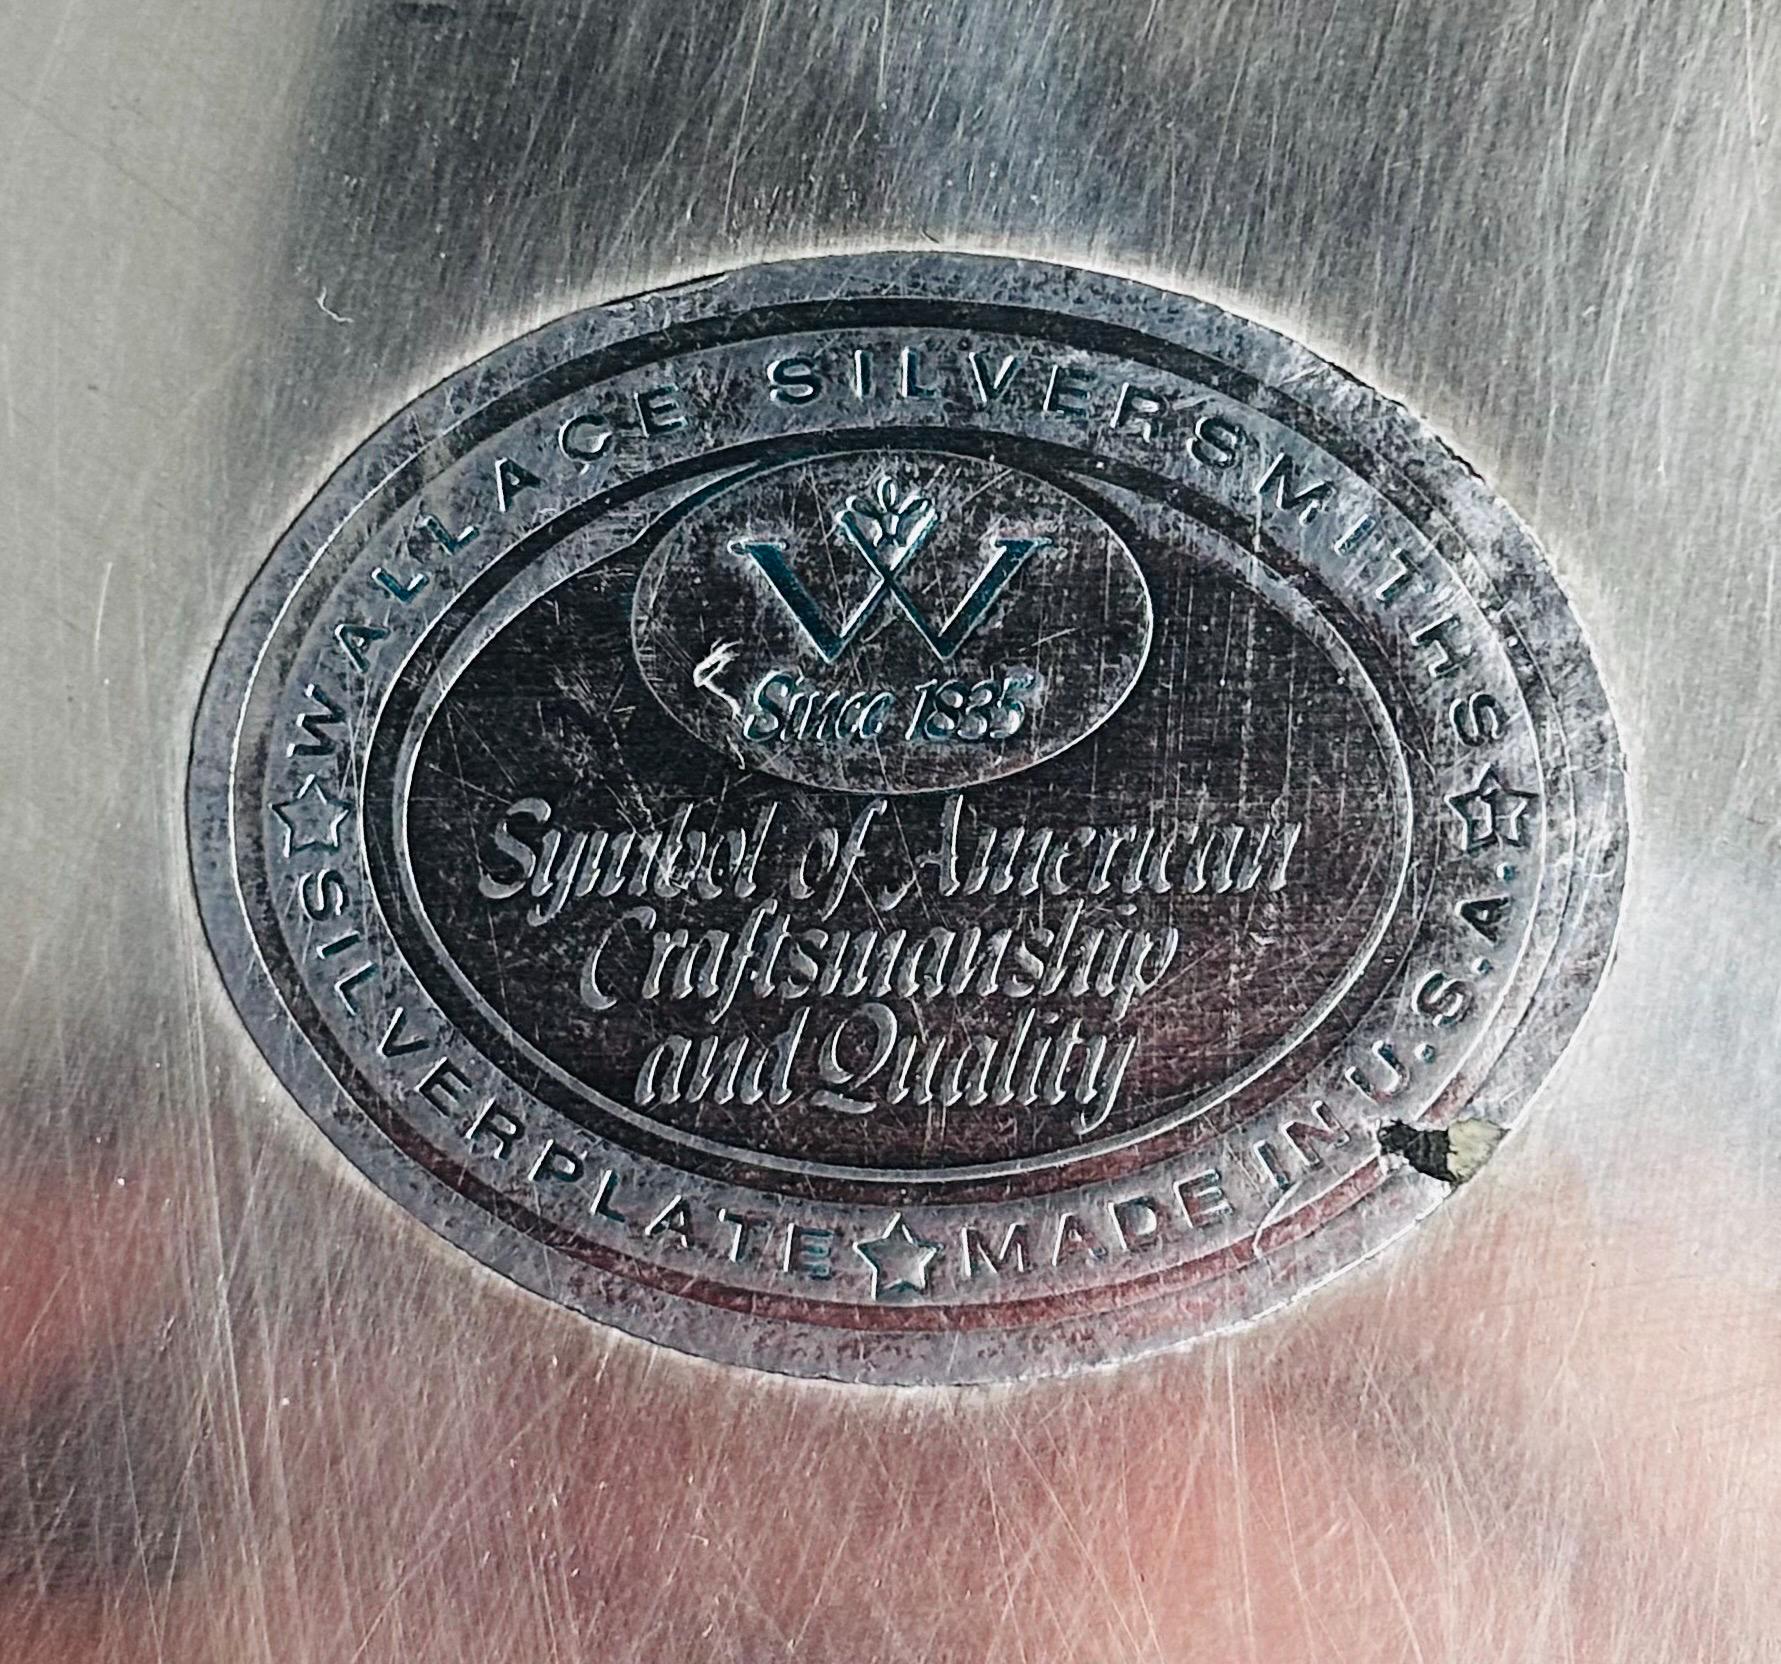 WALLACE SILVERSMITHS
W
Since 1835
Symbol of American
Craftsmanship
and Quality
SILVERPLATE ☆ MADE IN U.S.A.